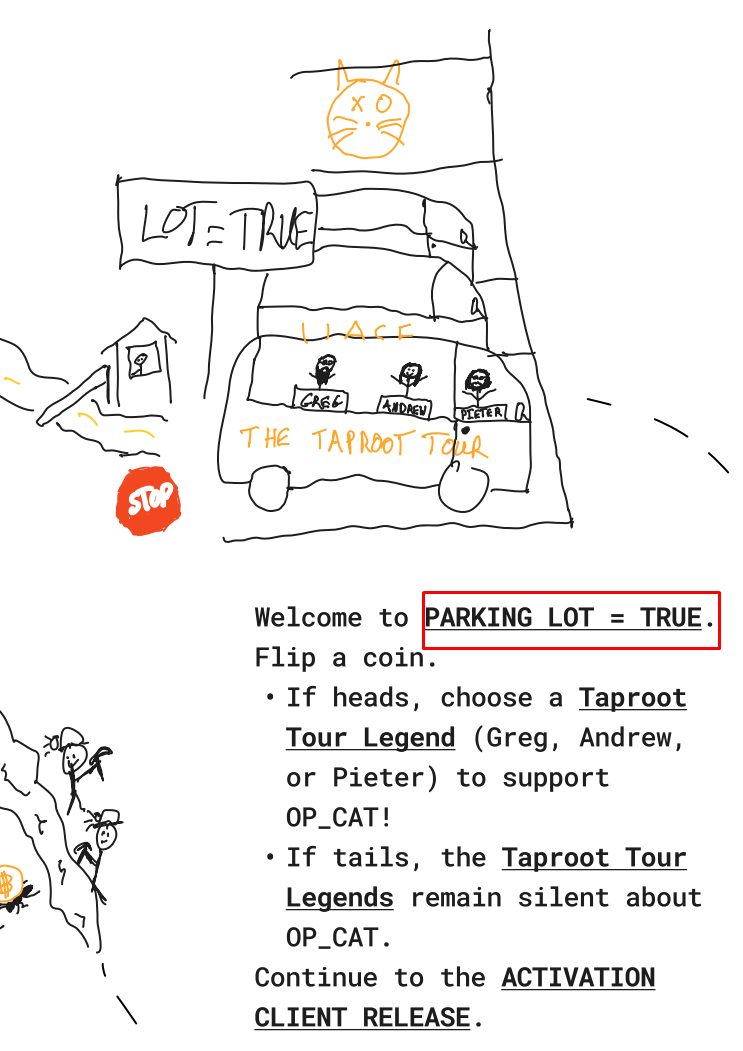 X O
LOT = TRUE
GREG
ANDREW
PIETER
THE TAPROOT TOUR
STOP
Welcome to PARKING LOT = TRUE.
Flip a coin.
• If heads, choose a Taproot
Tour Legend (Greg, Andrew,
or Pieter) to support
OP_CAT!
• If tails, the Taproot Tour
Legends remain silent about
OP_CAT.
₿
Continue to the ACTIVATION
CLIENT RELEASE.